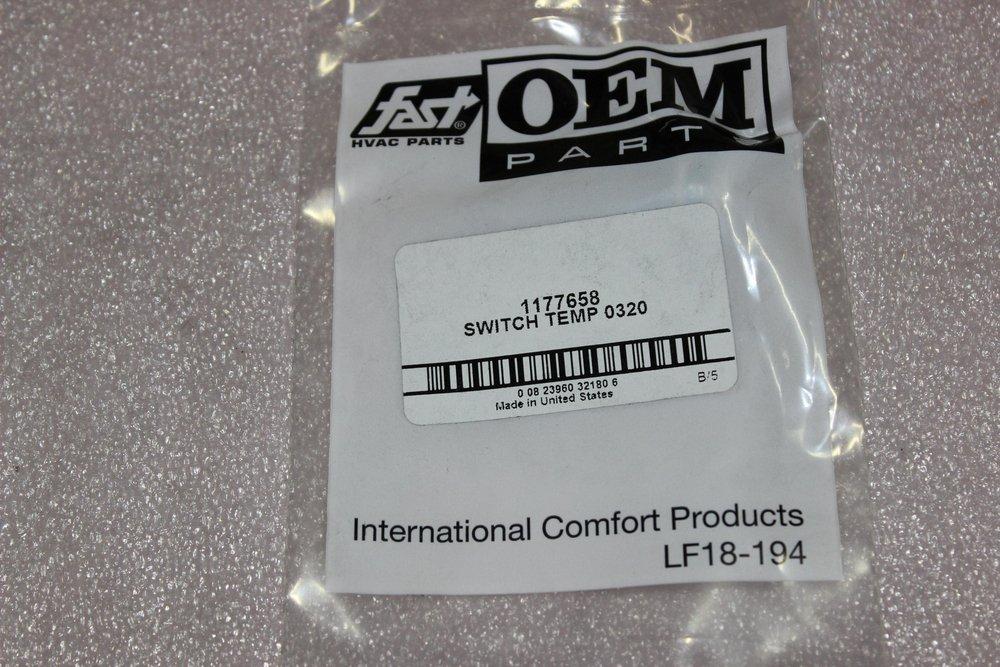 fast®
HVAC PARTS
OEM
PART
1177658
SWITCH TEMP 0320
0 08 23960 32180 6
B/5
Made in United States
International Comfort Products
LF18-194